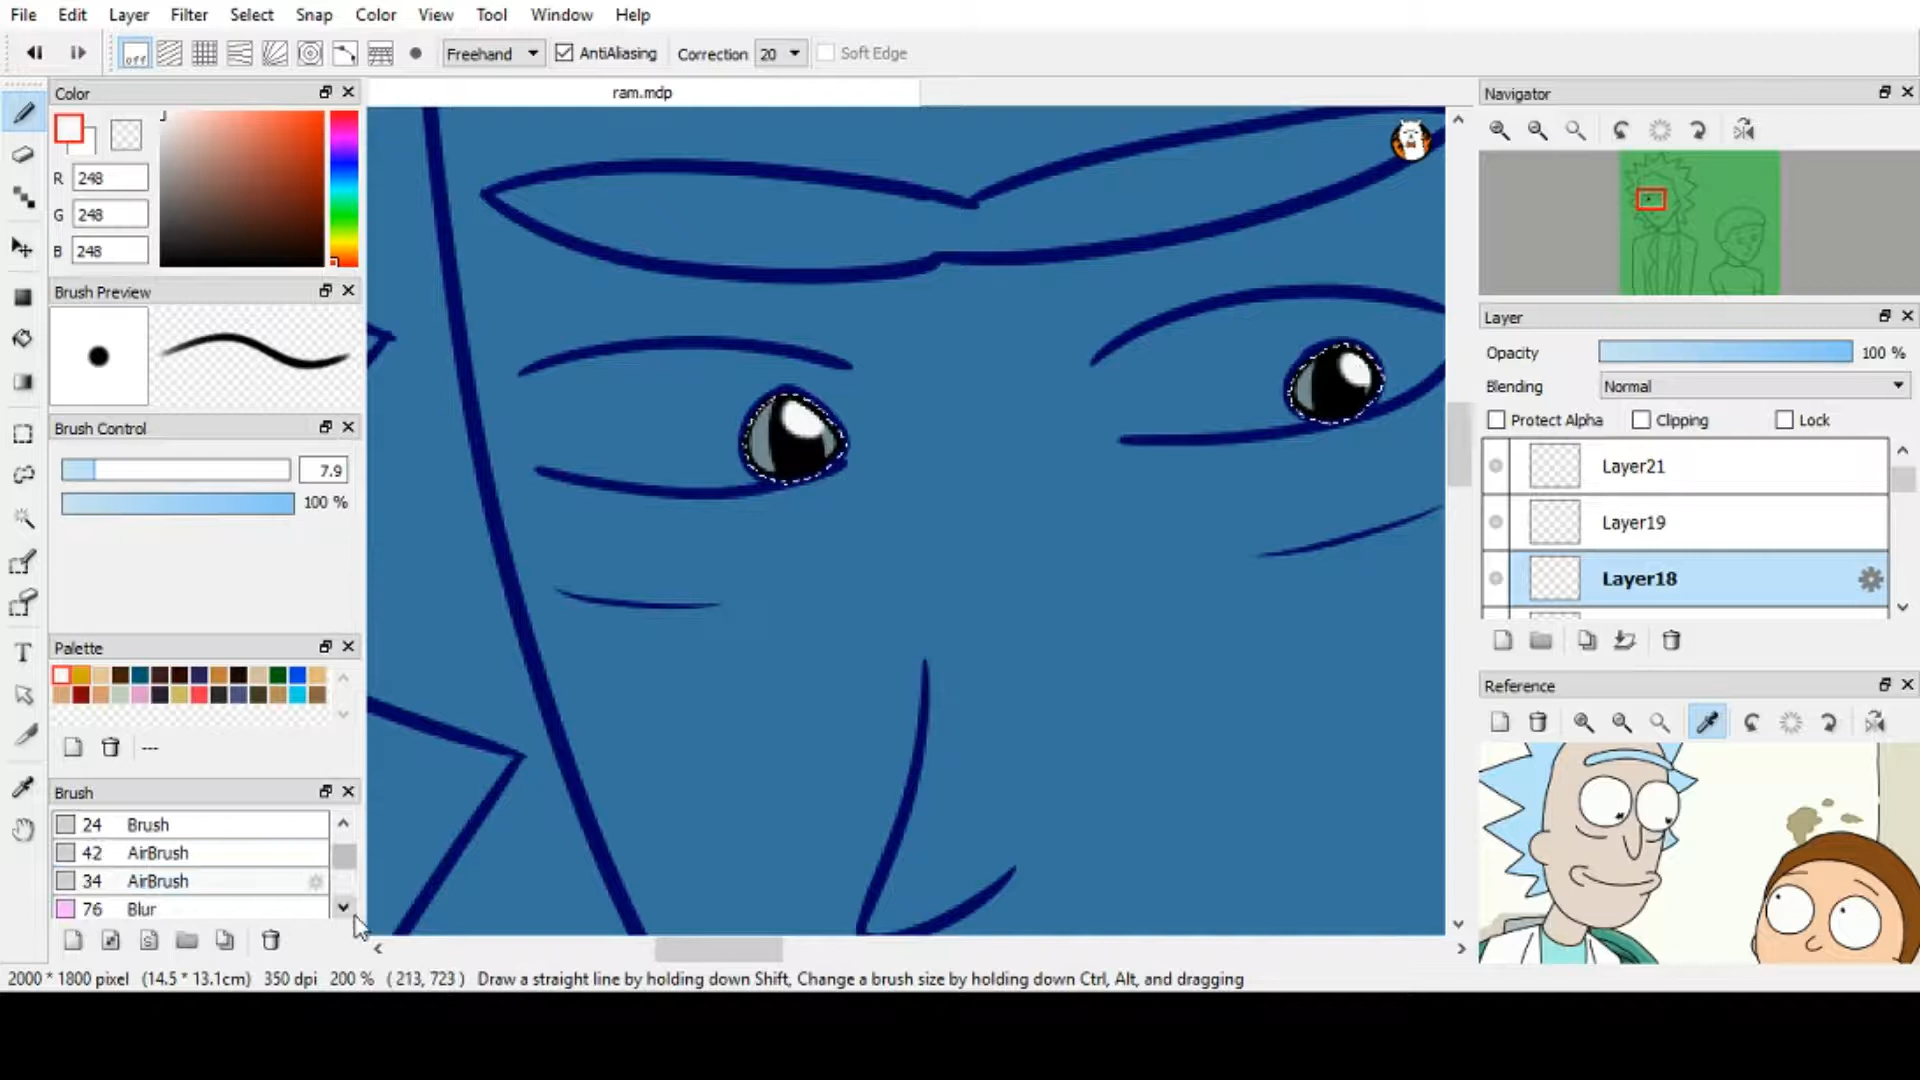 File Edit Layer Filter Select Snap Color View Tool Window Help
off Freehand AntiAliasing Correction 20 Soft Edge
Color
R 248
G 248
B 248
Brush Preview
Brush Control
7.9
100 %
Palette
---
Brush
24 Brush
42 AirBrush
34 AirBrush
76 Blur
ram.mdp
Navigator
Layer
Opacity 100 %
Blending Normal
Protect Alpha Clipping Lock
Layer21
Layer19
Layer18
Reference
T
2000 * 1800 pixel (14.5 * 13.1cm) 350 dpi 200 % ( 213, 723 ) Draw a straight line by holding down Shift, Change a brush size by holding down Ctrl, Alt, and dragging